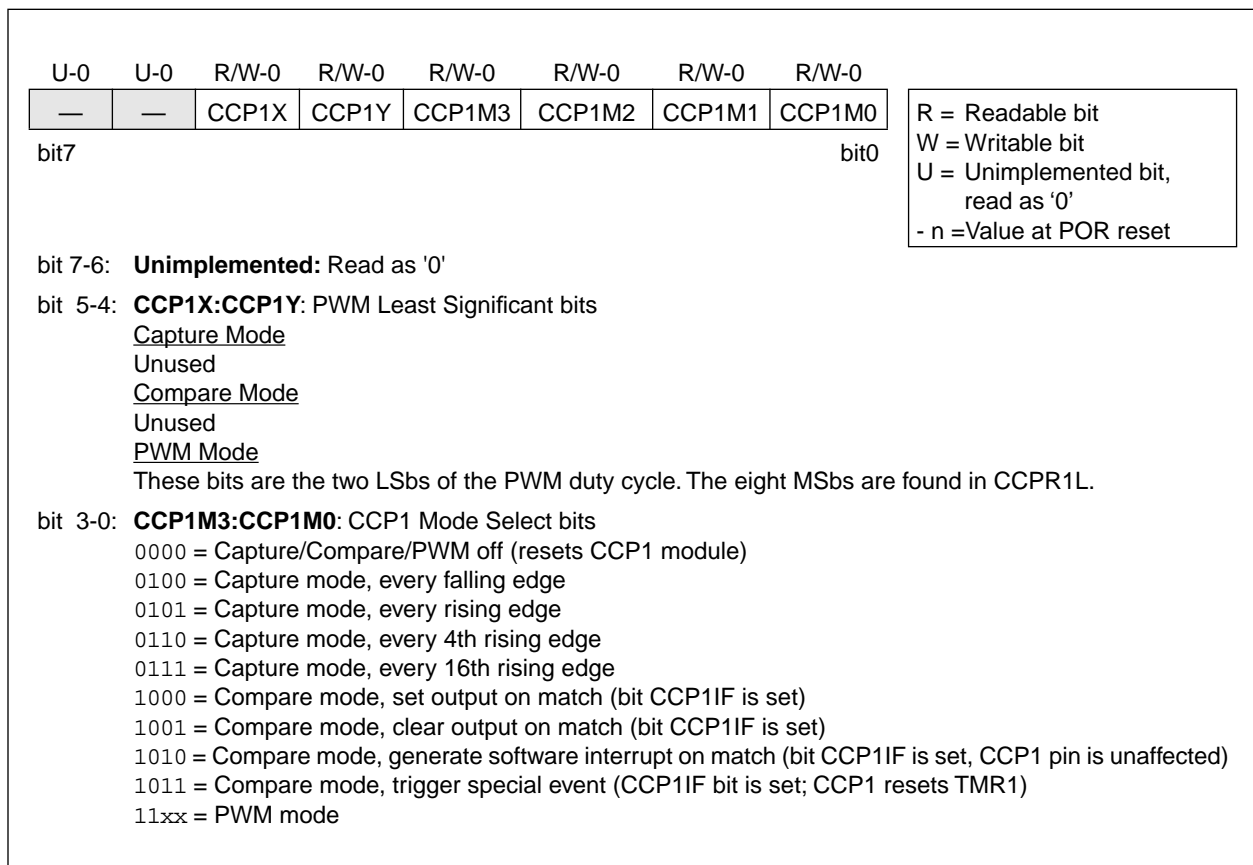 U-0 U-0 R/W-0 R/W-0 R/W-0 R/W-0 R/W-0 R/W-0
— — CCP1X CCP1Y CCP1M3 CCP1M2 CCP1M1 CCP1M0
bit7 bit0
R = Readable bit
W = Writable bit
U = Unimplemented bit,
read as ‘0’
- n =Value at POR reset
bit 7-6: Unimplemented: Read as '0'
bit 5-4: CCP1X:CCP1Y: PWM Least Significant bits
Capture Mode
Unused
Compare Mode
Unused
PWM Mode
These bits are the two LSbs of the PWM duty cycle. The eight MSbs are found in CCPR1L.
bit 3-0: CCP1M3:CCP1M0: CCP1 Mode Select bits
0000 = Capture/Compare/PWM off (resets CCP1 module)
0100 = Capture mode, every falling edge
0101 = Capture mode, every rising edge
0110 = Capture mode, every 4th rising edge
0111 = Capture mode, every 16th rising edge
1000 = Compare mode, set output on match (bit CCP1IF is set)
1001 = Compare mode, clear output on match (bit CCP1IF is set)
1010 = Compare mode, generate software interrupt on match (bit CCP1IF is set, CCP1 pin is unaffected)
1011 = Compare mode, trigger special event (CCP1IF bit is set; CCP1 resets TMR1)
11xx = PWM mode